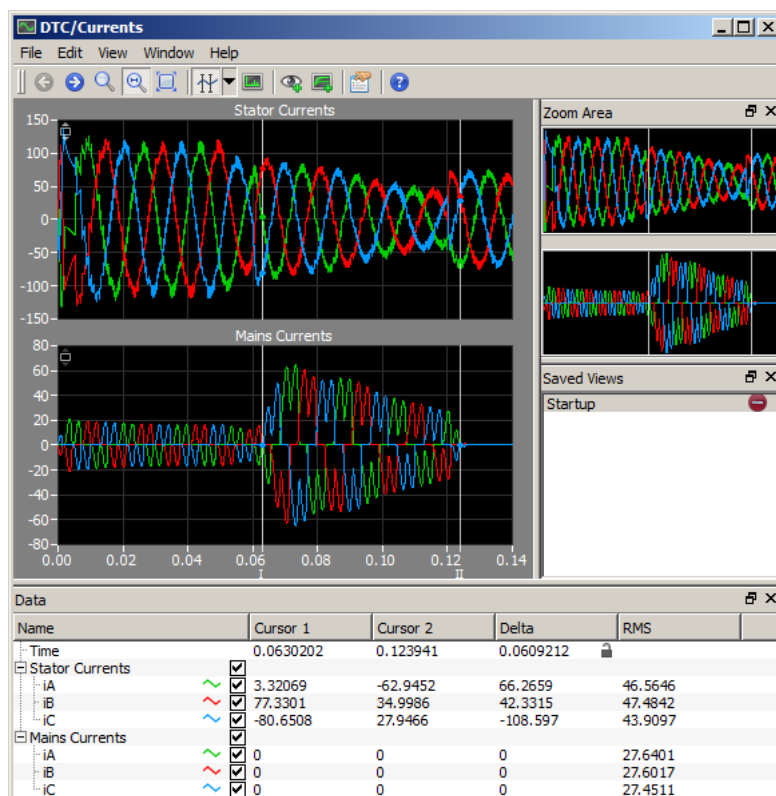 DTC/Currents
File Edit View Window Help
Stator Currents
150
100
50
0
-50
-100
-150
Mains Currents
80
60
40
20
0
-20
-40
-60
-80
0.00 0.02 0.04 0.06 0.08 0.10 0.12 0.14
I II
Zoom Area
Saved Views
Startup
Data
Name Cursor 1 Cursor 2 Delta RMS
Time 0.0630202 0.123941 0.0609212
Stator Currents
iA 3.32069 -62.9452 66.2659 46.5646
iB 77.3301 34.9986 42.3315 47.4842
iC -80.6508 27.9466 -108.597 43.9097
Mains Currents
iA 0 0 0 27.6401
iB 0 0 0 27.6017
iC 0 0 0 27.4511